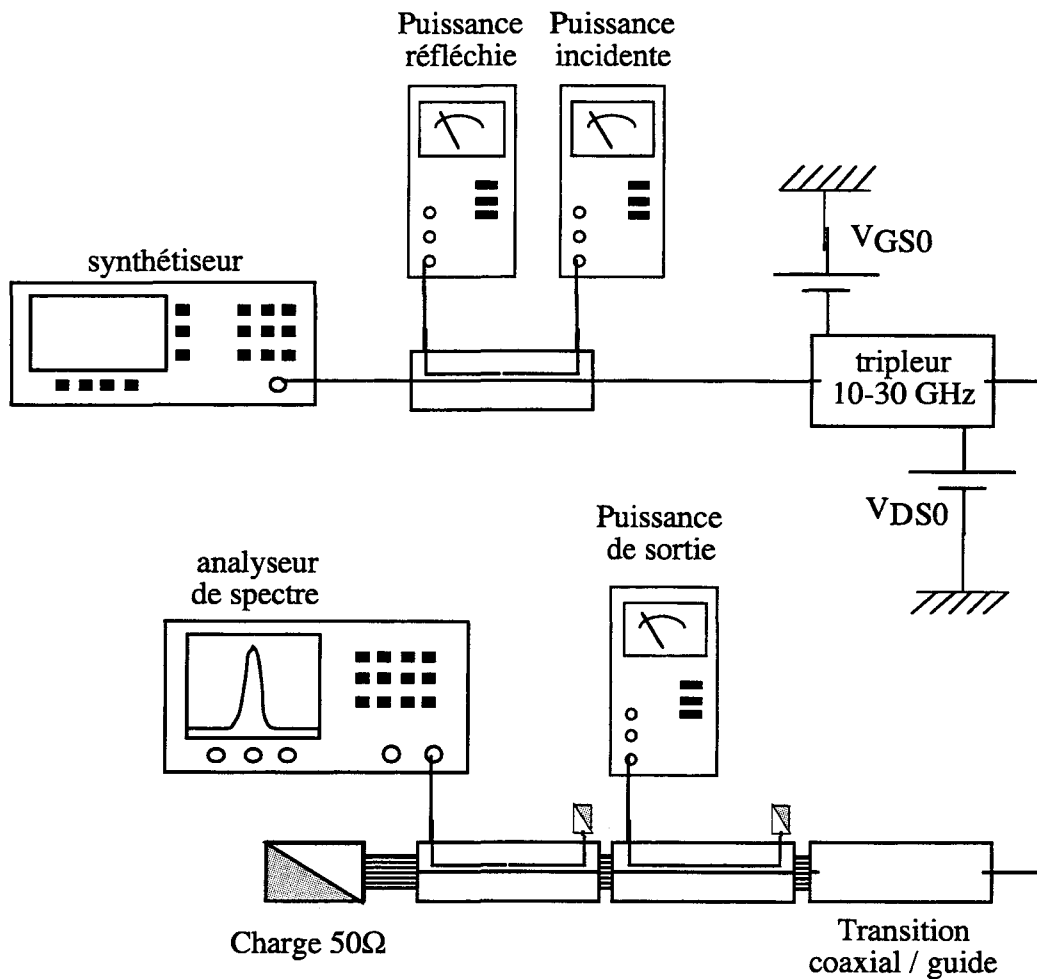 Puissance
réfléchie
Puissance
incidente
synthétiseur
VGS0
tripleur
10-30 GHz
VDS0
Puissance
de sortie
analyseur
de spectre
Charge 50Ω
Transition
coaxial / guide